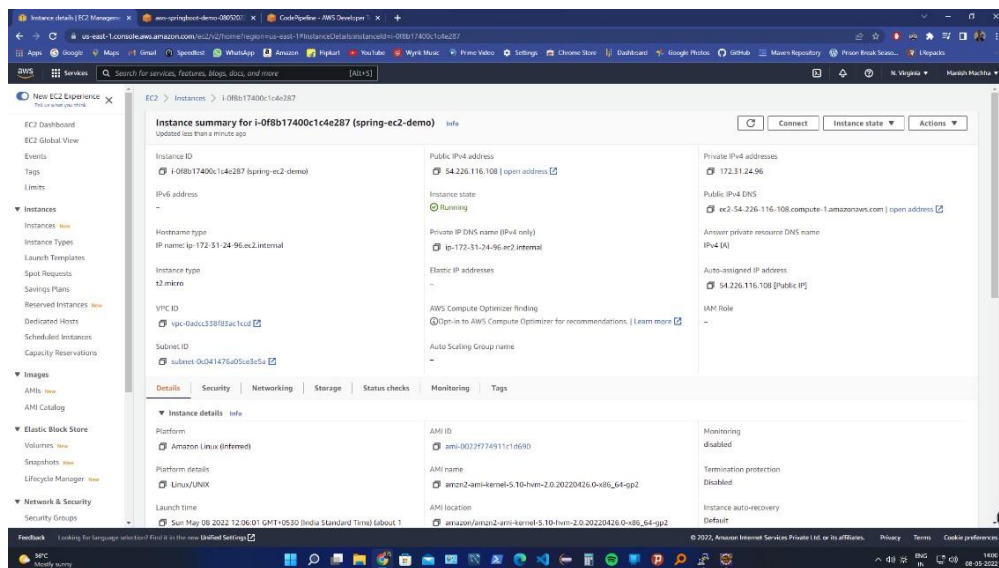 Instance details | EC2 Managem
aws-springboot-demo-0805202
CodePipeline - AWS Developer T
us-east-1.console.aws.amazon.com/ec2/v2/home?region=us-east-1#InstanceDetails:instanceId=i-0f8b17400c1c4e287
Apps Google Maps Gmail Speedtest WhatsApp Amazon Flipkart YouTube Wynk Music Prime Video Settings Chrome Store Dashboard Google Photos GitHub Maven Repository Prison Break Seaso... LRepacks
aws Services Search for services, features, blogs, docs, and more [Alt+S] N. Virginia Manish Machha
New EC2 Experience
Tell us what you think
EC2 Dashboard
EC2 Global View
Events
Tags
Limits
Instances
Instances New
Instance Types
Launch Templates
Spot Requests
Savings Plans
Reserved Instances New
Dedicated Hosts
Scheduled Instances
Capacity Reservations
Images
AMIs New
AMI Catalog
Elastic Block Store
Volumes New
Snapshots New
Lifecycle Manager New
Network & Security
Security Groups
EC2 > Instances > i-0f8b17400c1c4e287
Instance summary for i-0f8b17400c1c4e287 (spring-ec2-demo) Info
Updated less than a minute ago
Connect Instance state Actions
Instance ID
i-0f8b17400c1c4e287 (spring-ec2-demo)
Public IPv4 address
54.226.116.108 | open address
Private IPv4 addresses
172.31.24.96
IPv6 address
–
Instance state
Running
Public IPv4 DNS
ec2-54-226-116-108.compute-1.amazonaws.com | open address
Hostname type
IP name: ip-172-31-24-96.ec2.internal
Private IP DNS name (IPv4 only)
ip-172-31-24-96.ec2.internal
Answer private resource DNS name
IPv4 (A)
Instance type
t2.micro
Elastic IP addresses
–
Auto-assigned IP address
54.226.116.108 [Public IP]
VPC ID
vpc-0adcc338f83ac1ccd
AWS Compute Optimizer finding
Opt-in to AWS Compute Optimizer for recommendations. | Learn more
IAM Role
–
Subnet ID
subnet-0c041476a05ce3e5a
Auto Scaling Group name
–
Details Security Networking Storage Status checks Monitoring Tags
Instance details Info
Platform
Amazon Linux (Inferred)
AMI ID
ami-0022f774911c1d690
Monitoring
disabled
Platform details
Linux/UNIX
AMI name
amzn2-ami-kernel-5.10-hvm-2.0.20220426.0-x86_64-gp2
Termination protection
Disabled
Launch time
Sun May 08 2022 12:06:01 GMT+0530 (India Standard Time) (about 1
AMI location
amazon/amzn2-ami-kernel-5.10-hvm-2.0.20220426.0-x86_64-gp2
Instance auto-recovery
Default
Feedback Looking for language selection? Find it in the new Unified Settings © 2022, Amazon Internet Services Private Ltd. or its affiliates. Privacy Terms Cookie preferences
36°C
Mostly sunny
ENG
IN
1400
08-05-2022